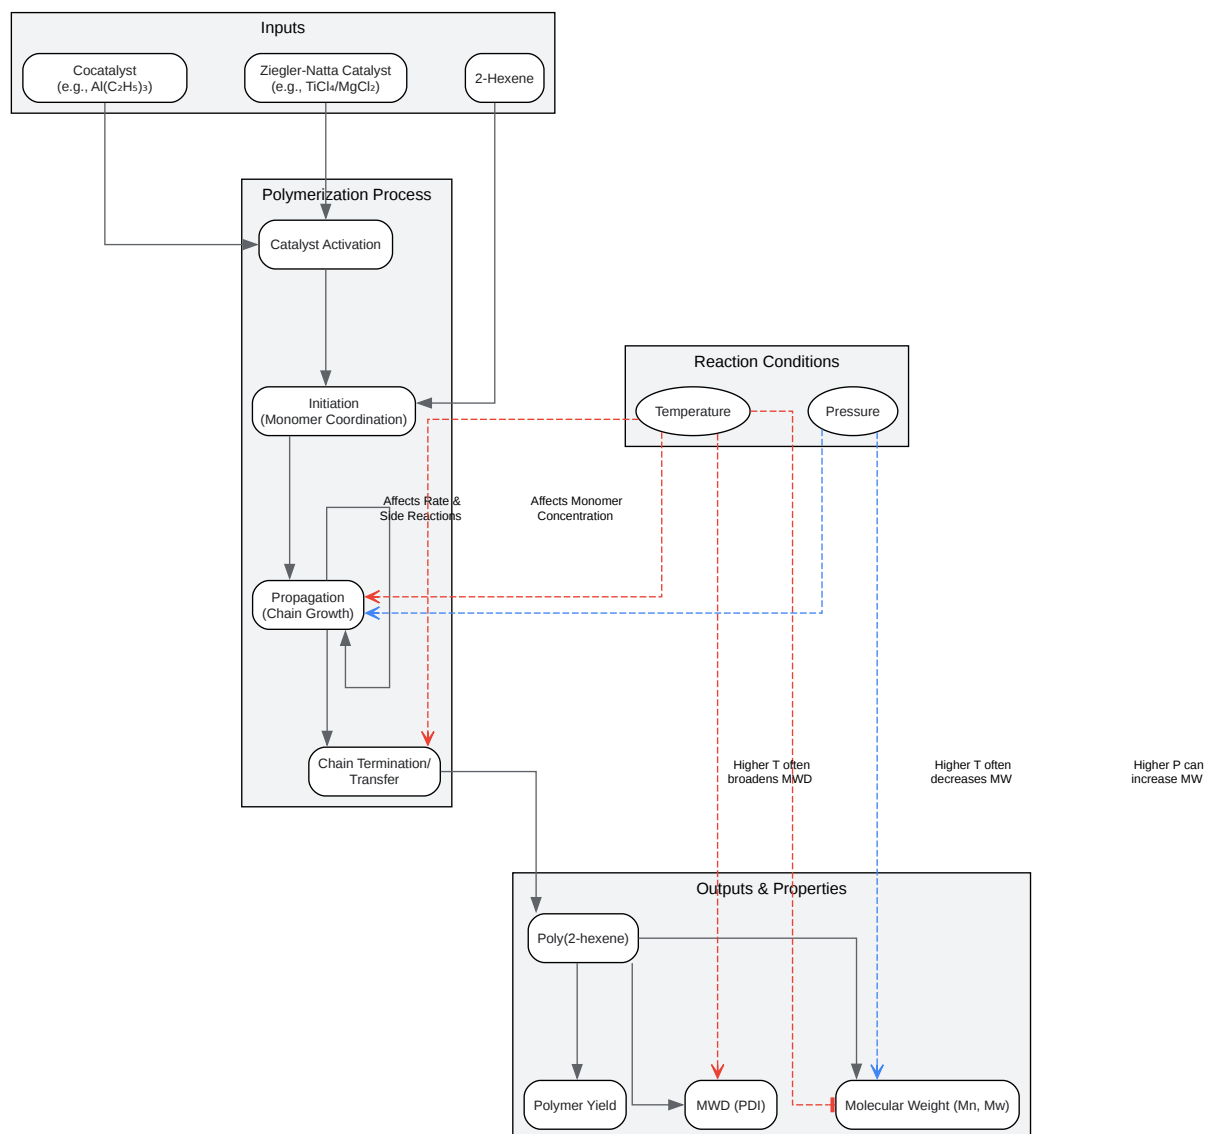 Inputs
Cocatalyst
(e.g., Al(C₂H₅)₃)
Ziegler-Natta Catalyst
(e.g., TiCl₄/MgCl₂)
2-Hexene
Polymerization Process
Catalyst Activation
Initiation
(Monomer Coordination)
Reaction Conditions
Temperature
Pressure
Affects Rate &
Side Reactions
Affects Monomer
Concentration
Propagation
(Chain Growth)
Chain Termination/
Transfer
Higher T often
broadens MWD
Higher T often
decreases MW
Higher P can
increase MW
Outputs & Properties
Poly(2-hexene)
Polymer Yield
MWD (PDI)
Molecular Weight (Mn, Mw)